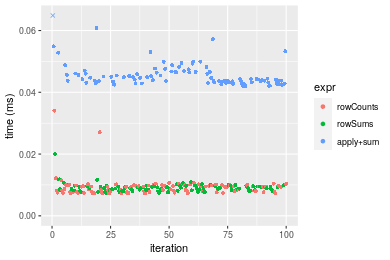 time (ms)
0.06
0.04
0.02
0.00
0
25
50
75
100
iteration
expr
rowCounts
rowSums
apply+sum